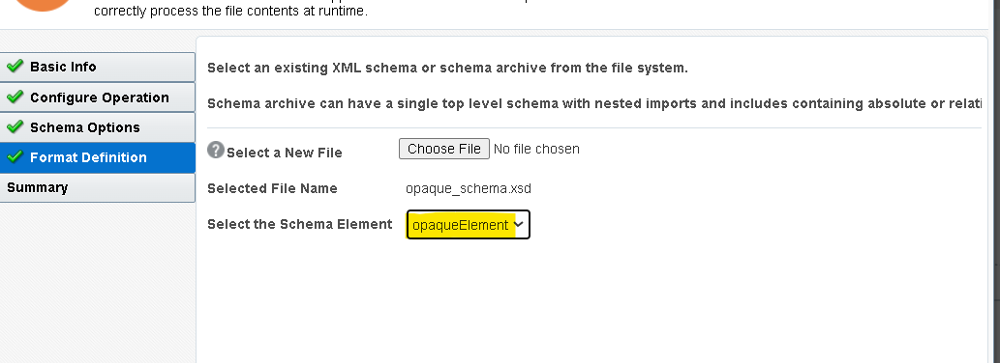 correctly process the file contents at runtime.
Basic Info
Configure Operation
Schema Options
Format Definition
Summary
Select an existing XML schema or schema archive from the file system.
Schema archive can have a single top level schema with nested imports and includes containing absolute or relati
? Select a New File Choose File No file chosen
Selected File Name opaque_schema.xsd
Select the Schema Element opaqueElement